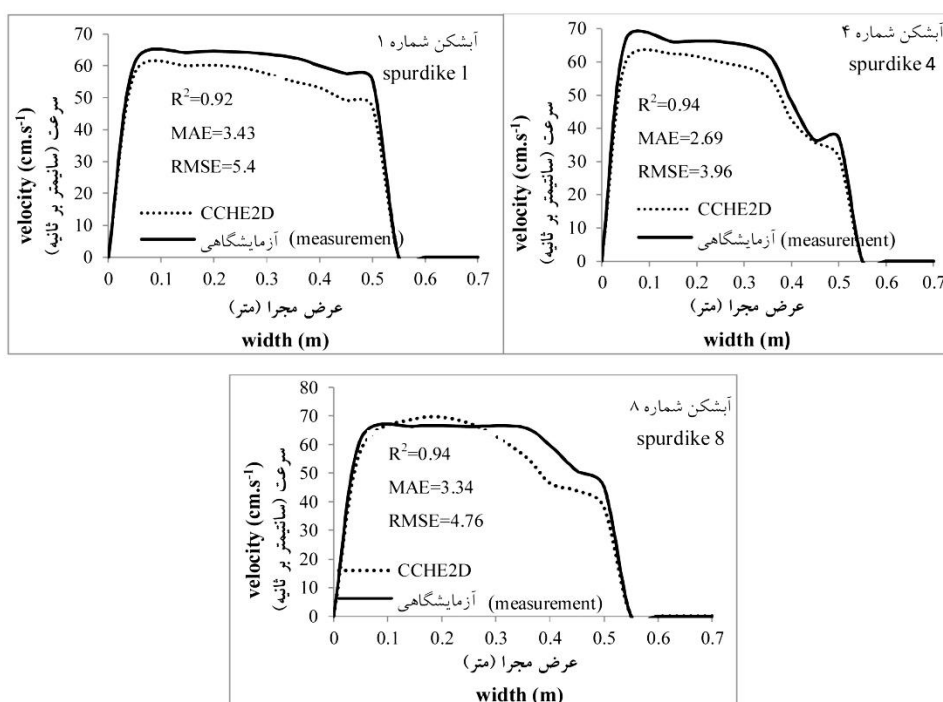 آبشکن شماره ۱
spurdike 1
velocity (cm.s⁻¹)
سرعت (سانیمتر بر ثانیه)
70
60
50
40
30
20
10
0
R²=0.92
MAE=3.43
RMSE=5.4
CCHE2D
آزمایشگاهی (measurement)
0 0.1 0.2 0.3 0.4 0.5 0.6 0.7
عرض مجرا (متر)
width (m)
آبشکن شماره ۴
spurdike 4
velocity (cm.s⁻¹)
سرعت (سانتیمتر بر ثانیه)
70
60
50
40
30
20
10
0
R²=0.94
MAE=2.69
RMSE=3.96
CCHE2D
آزمایشگاهی (measurement)
0 0.1 0.2 0.3 0.4 0.5 0.6 0.7
عرض مجرا (متر)
width (m)
آبشکن شماره ۸
spurdike 8
velocity (cm.s⁻¹)
سرعت (سانتیمتر بر ثانیه)
80
70
60
50
40
30
20
10
0
R²=0.94
MAE=3.34
RMSE=4.76
CCHE2D
آزمایشگاهی (measurement)
0 0.1 0.2 0.3 0.4 0.5 0.6 0.7
عرض مجرا (متر)
width (m)